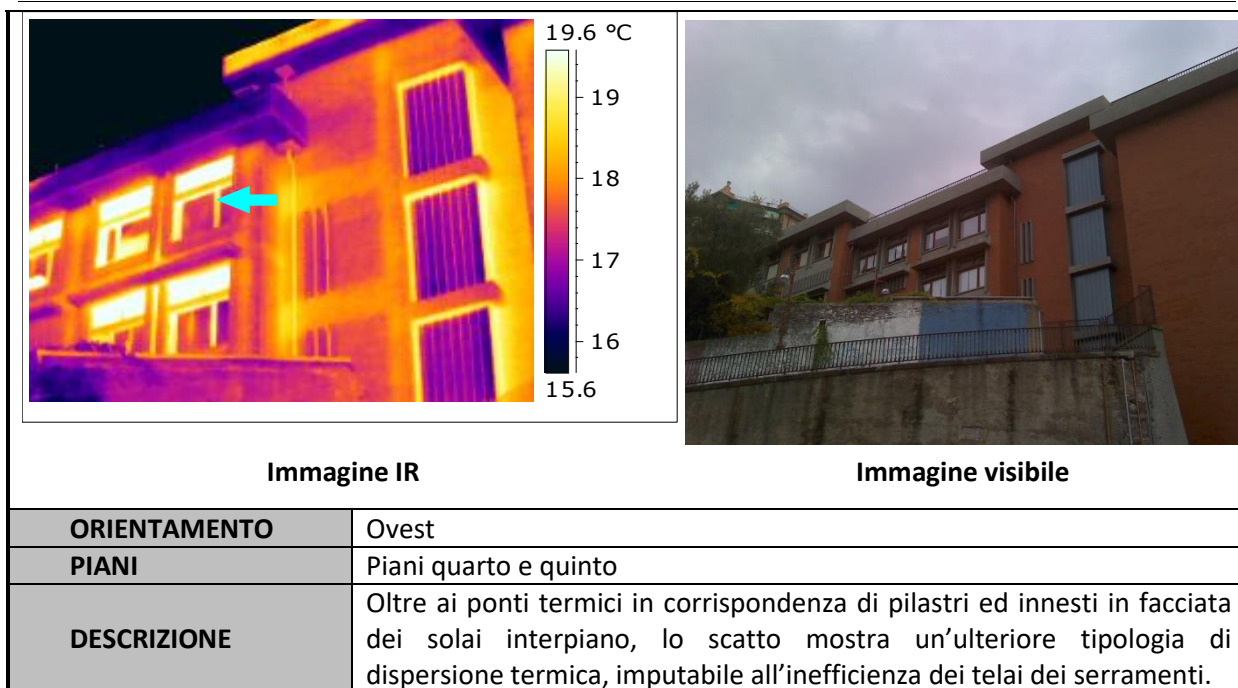 19.6 °C
19
18
17
16
15.6
Immagine IR
Immagine visibile
ORIENTAMENTO
Ovest
PIANI
Piani quarto e quinto
DESCRIZIONE
Oltre ai ponti termici in corrispondenza di pilastri ed innesti in facciata
dei solai interpiano, lo scatto mostra un’ulteriore tipologia di
dispersione termica, imputabile all’inefficienza dei telai dei serramenti.